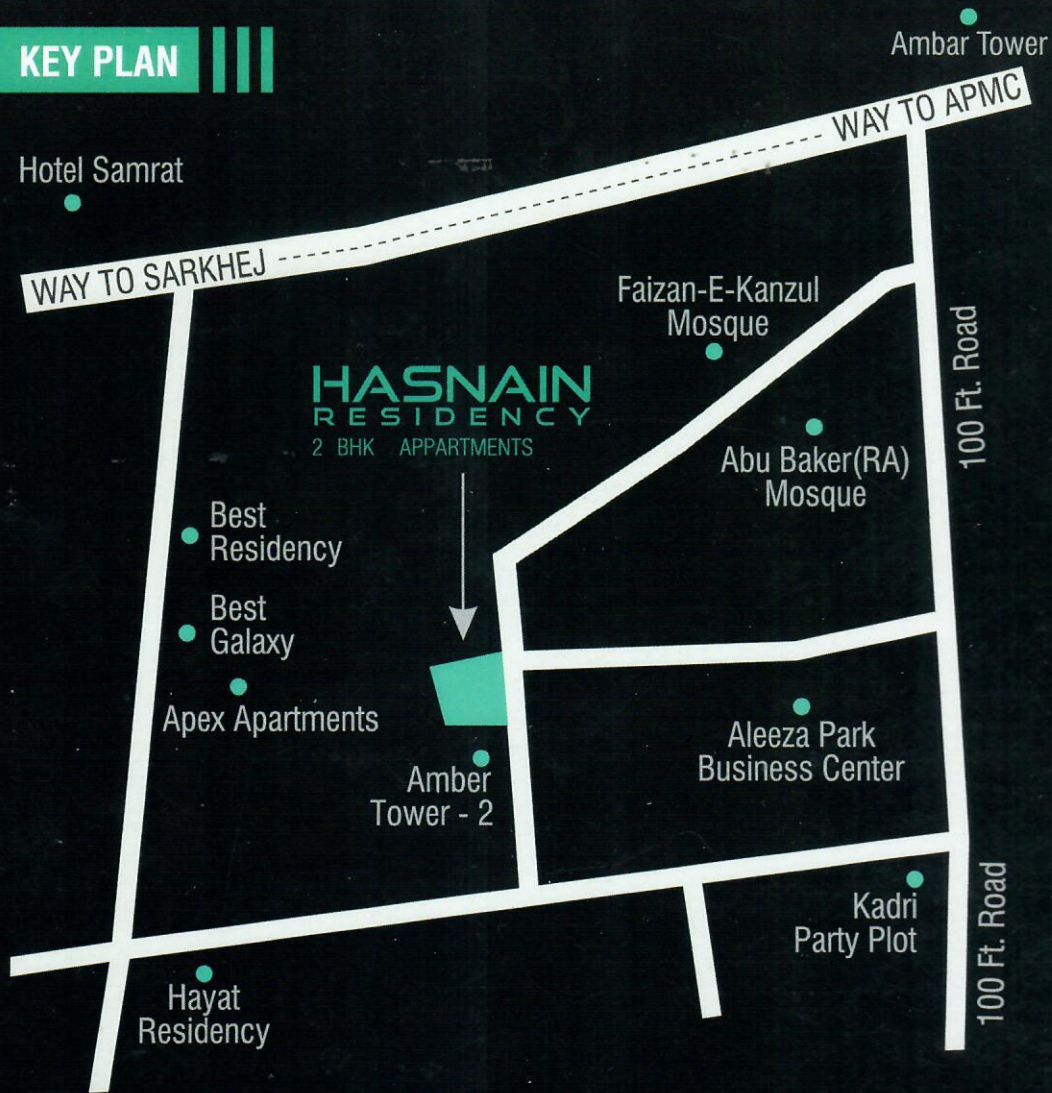 KEY PLAN
Ambar Tower
WAY TO APMC
Hotel Samrat
WAY TO SARKHEJ
Faizan-E-Kanzul
Mosque
100 Ft. Road
HASNAIN
RESIDENCY
2 BHK APPARTMENTS
Abu Baker(RA)
Mosque
Best
Residency
Best
Galaxy
Apex Apartments
Aleeza Park
Business Center
Amber
Tower - 2
Kadri
Party Plot
100 Ft. Road
Hayat
Residency